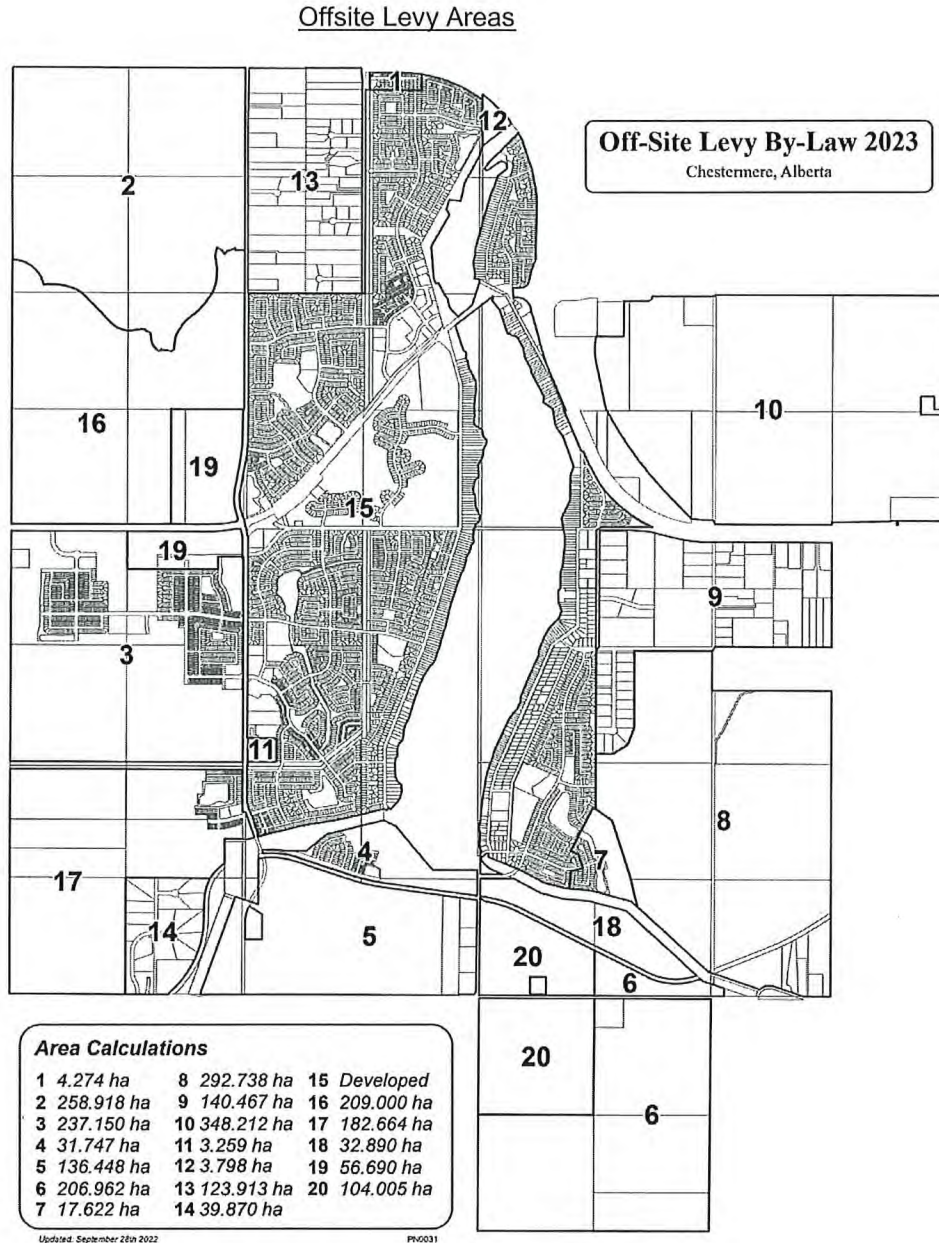 Offsite Levy Areas
Off-Site Levy By-Law 2023
Chestermere, Alberta
1
12
2
13
10
16
19
15
19
9
3
11
8
4
7
17
14
5
18
20
6
20
6
Area Calculations
1 4.274 ha 8 292.738 ha 15 Developed
2 258.918 ha 9 140.467 ha 16 209.000 ha
3 237.150 ha 10 348.212 ha 17 182.664 ha
4 31.747 ha 11 3.259 ha 18 32.890 ha
5 136.448 ha 12 3.798 ha 19 56.690 ha
6 206.962 ha 13 123.913 ha 20 104.005 ha
7 17.622 ha 14 39.870 ha
Updated: September 28th 2022 PN0031